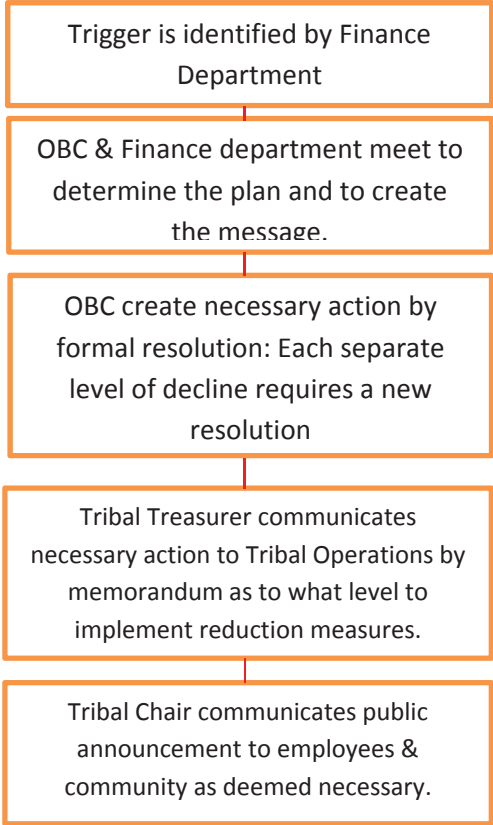 Trigger is identified by Finance
Department
OBC & Finance department meet to
determine the plan and to create
the message.
OBC create necessary action by
formal resolution: Each separate
level of decline requires a new
resolution
Tribal Treasurer communicates
necessary action to Tribal Operations by
memorandum as to what level to
implement reduction measures.
Tribal Chair communicates public
announcement to employees &
community as deemed necessary.